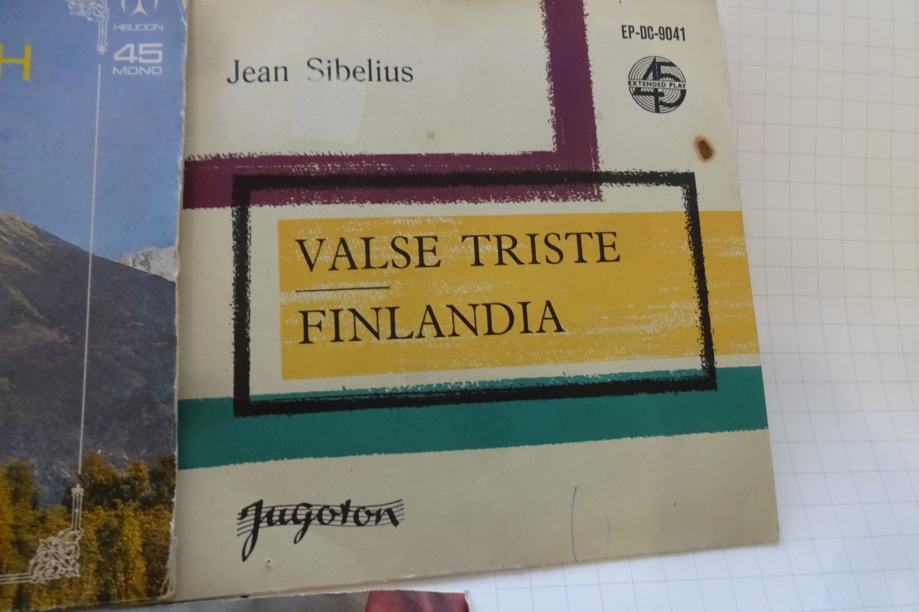 H
HELIDON
45
MONO
Jean Sibelius
EP-DC-9041
45
EXTENDED PLAY
VALSE TRISTE
FINLANDIA
Jugoton